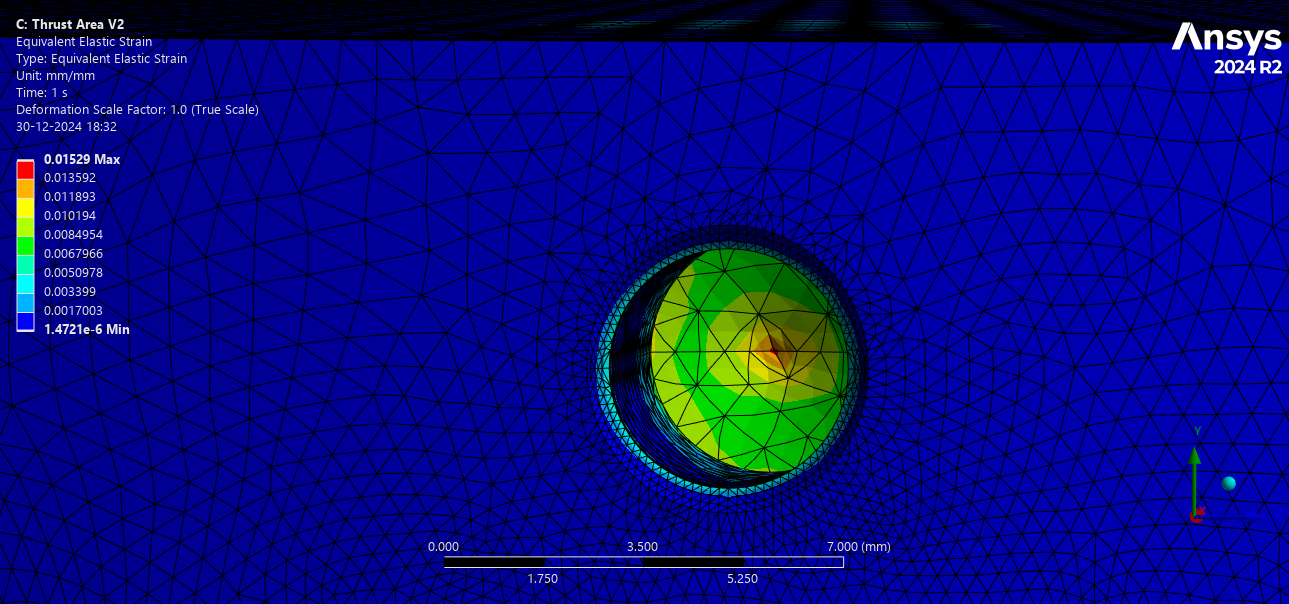 C: Thrust Area V2
Equivalent Elastic Strain
Type: Equivalent Elastic Strain
Unit: mm/mm
Time: 1 s
Deformation Scale Factor: 1.0 (True Scale)
30-12-2024 18:32
Ansys
2024 R2
0.01529 Max
0.013592
0.011893
0.010194
0.0084954
0.0067966
0.0050978
0.003399
0.0017003
1.4721e-6 Min
Y
X
0.000
3.500
7.000 (mm)
1.750
5.250